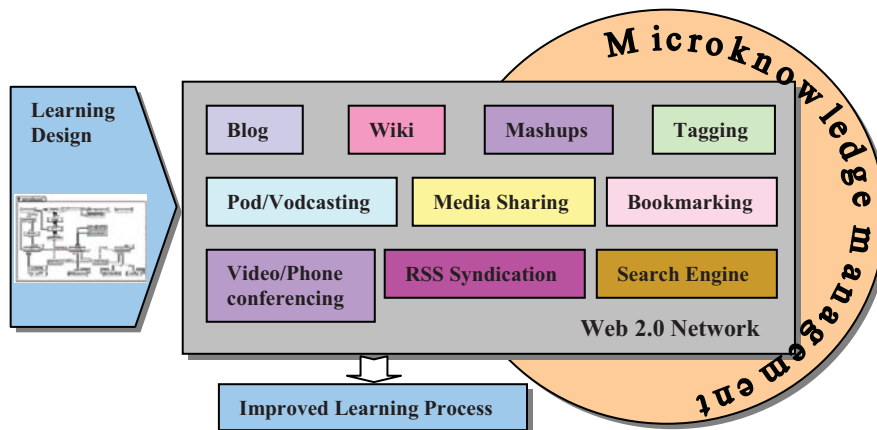 Learning
Design
Blog
Wiki
Mashups
Tagging
Pod/Vodcasting
Media Sharing
Bookmarking
Video/Phone
conferencing
RSS Syndication
Search Engine
Web 2.0 Network
Improved Learning Process
Microknowledge management